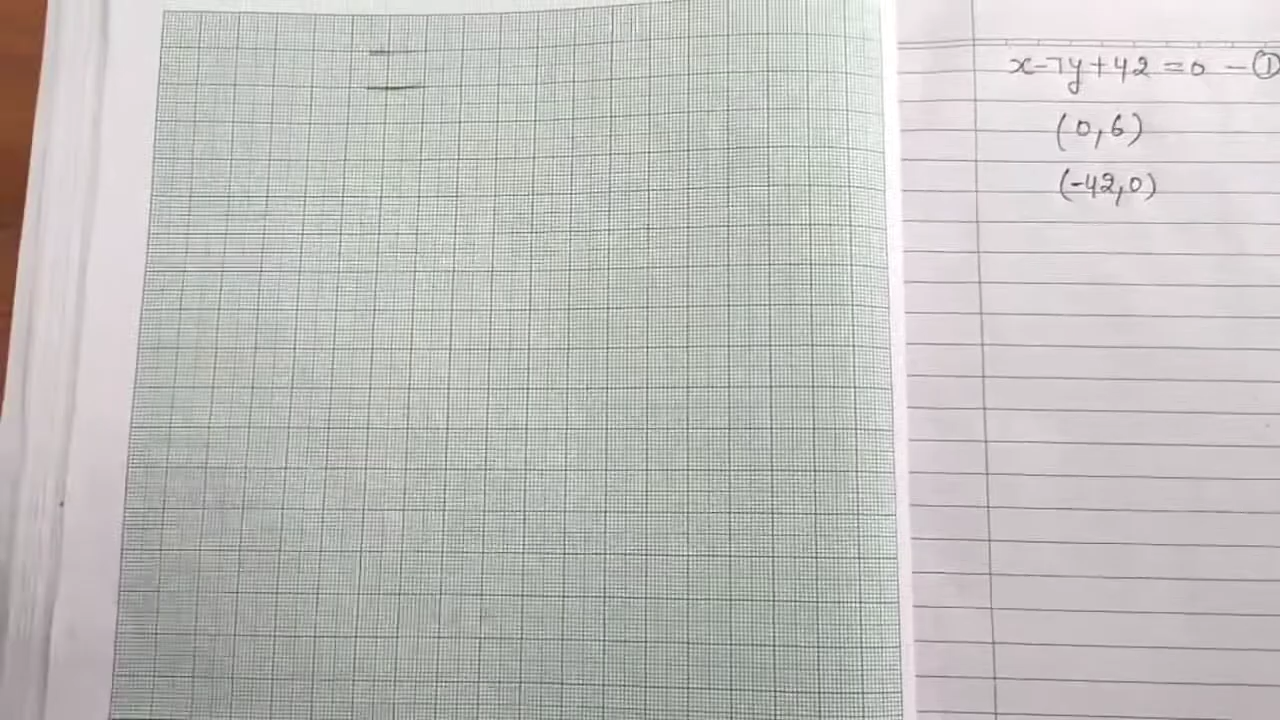 x-7y+42=0 -①
(0,6)
(-42,0)